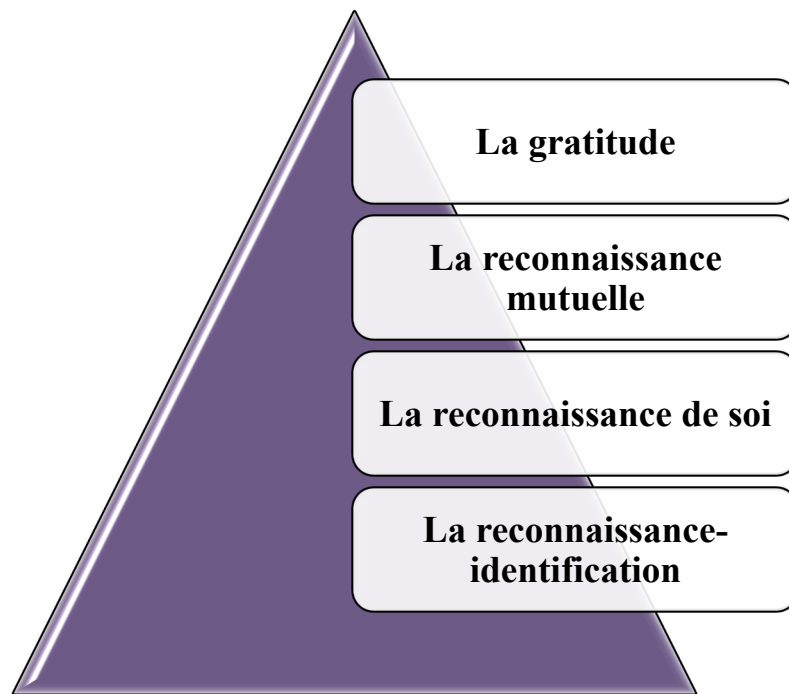 La gratitude
La reconnaissance
mutuelle
La reconnaissance de soi
La reconnaissance-
identification